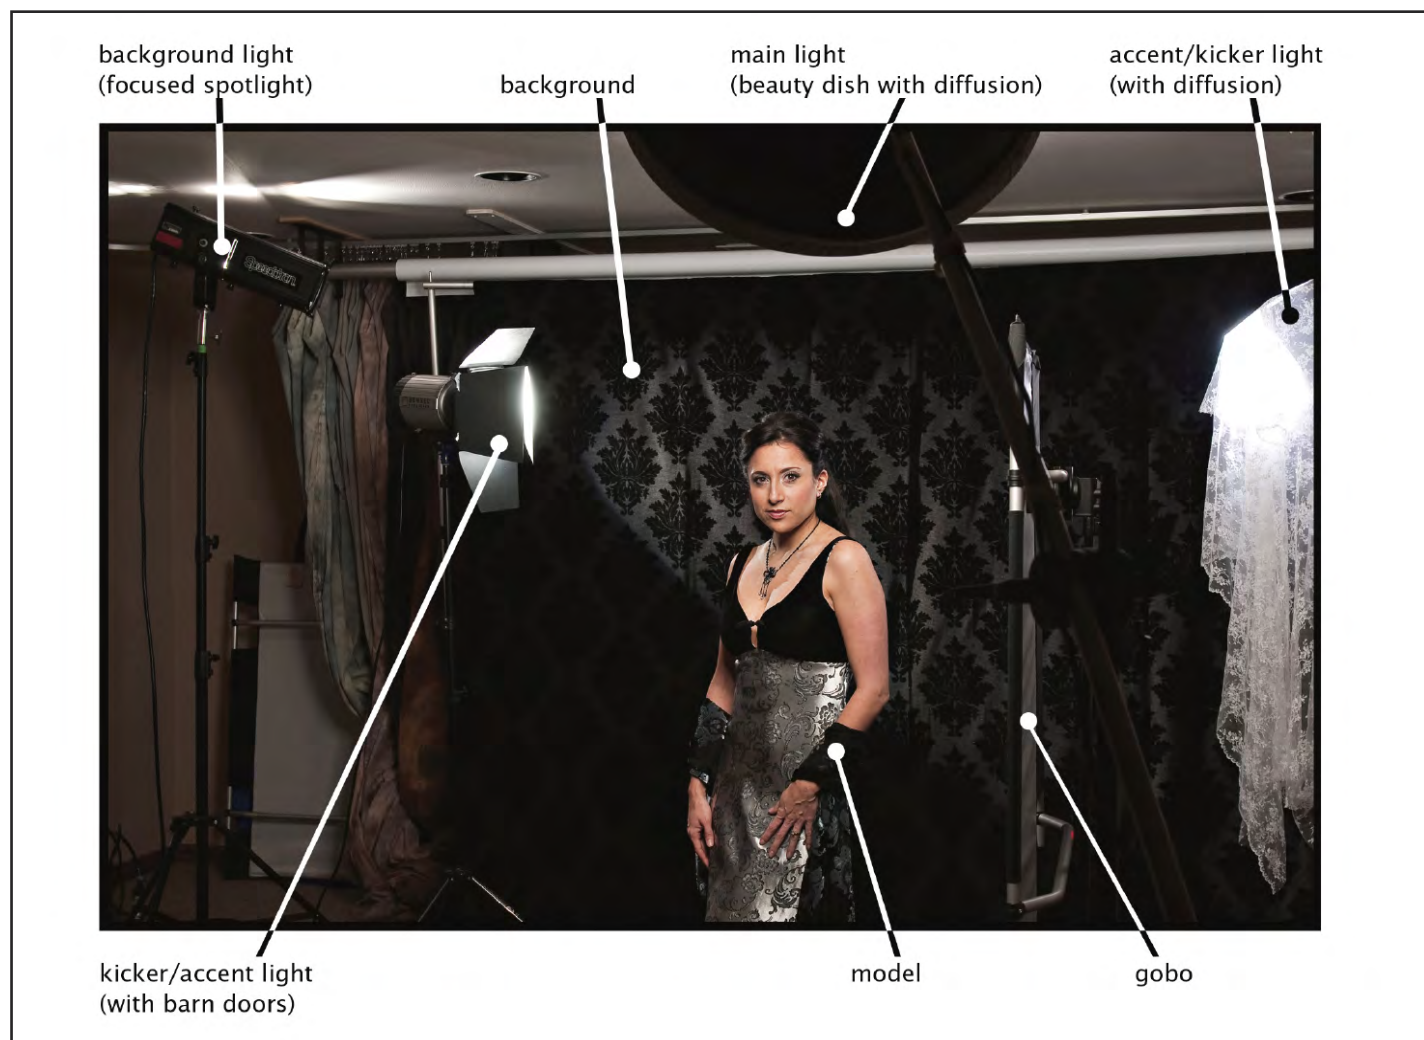 background light
(focused spotlight)
background
main light
(beauty dish with diffusion)
accent/kicker light
(with diffusion)
kicker/accent light
(with barn doors)
model
gobo